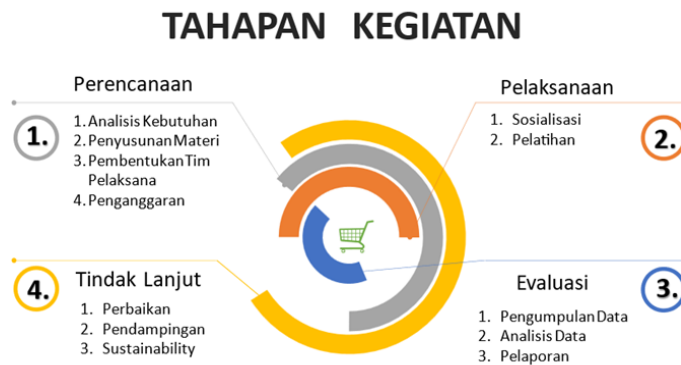 TAHAPAN KEGIATAN
Perencanaan
1.
1. Analisis Kebutuhan
2. Penyusunan Materi
3. Pembentukan Tim
Pelaksana
4. Penganggaran
Pelaksanaan
1. Sosialisasi
2. Pelatihan
2.
4.
Tindak Lanjut
1. Perbaikan
2. Pendampingan
3. Sustainability
Evaluasi
3.
1. Pengumpulan Data
2. Analisis Data
3. Pelaporan